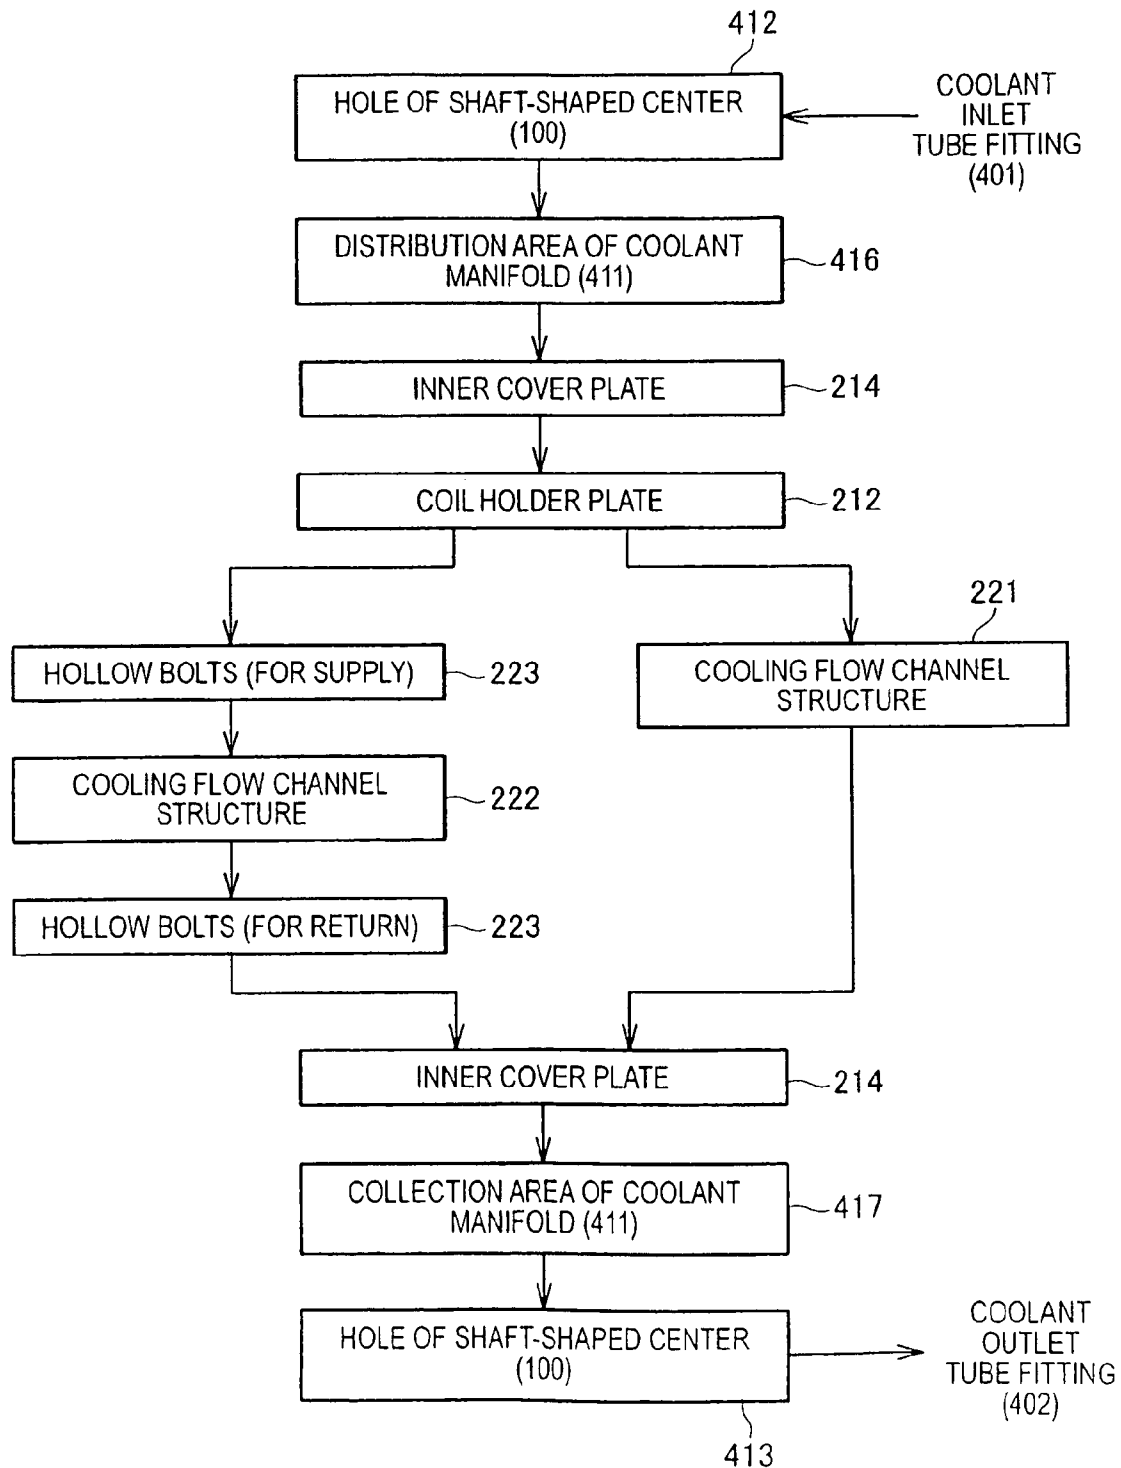 412
HOLE OF SHAFT-SHAPED CENTER
(100)
COOLANT
INLET
TUBE FITTING
(401)
DISTRIBUTION AREA OF COOLANT
MANIFOLD (411)
416
INNER COVER PLATE
214
COIL HOLDER PLATE
212
221
HOLLOW BOLTS (FOR SUPPLY)
223
COOLING FLOW CHANNEL
STRUCTURE
COOLING FLOW CHANNEL
STRUCTURE
222
HOLLOW BOLTS (FOR RETURN)
223
INNER COVER PLATE
214
COLLECTION AREA OF COOLANT
MANIFOLD (411)
417
HOLE OF SHAFT-SHAPED CENTER
(100)
COOLANT
OUTLET
TUBE FITTING
(402)
413